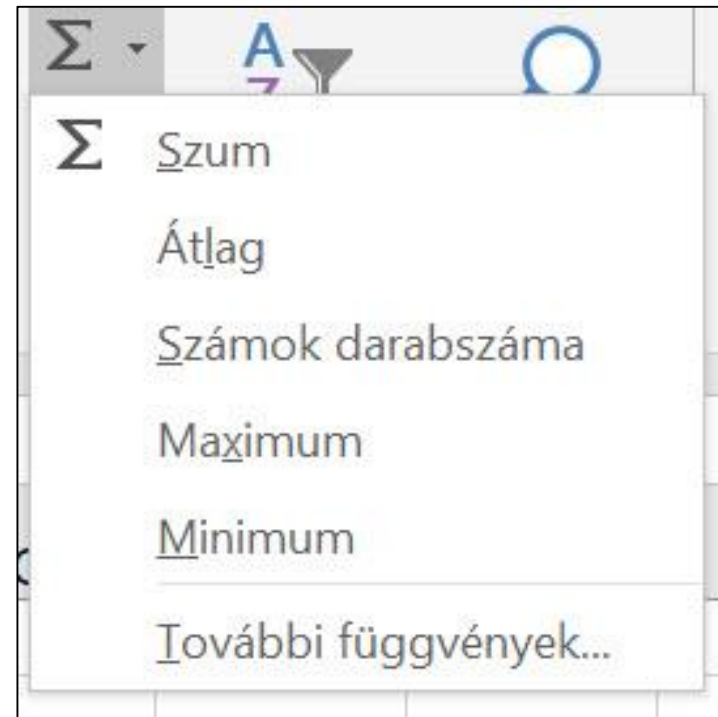 Σ
A
Z
Σ Szum
Átlag
Számok darabszáma
Maximum
Minimum
További függvények...